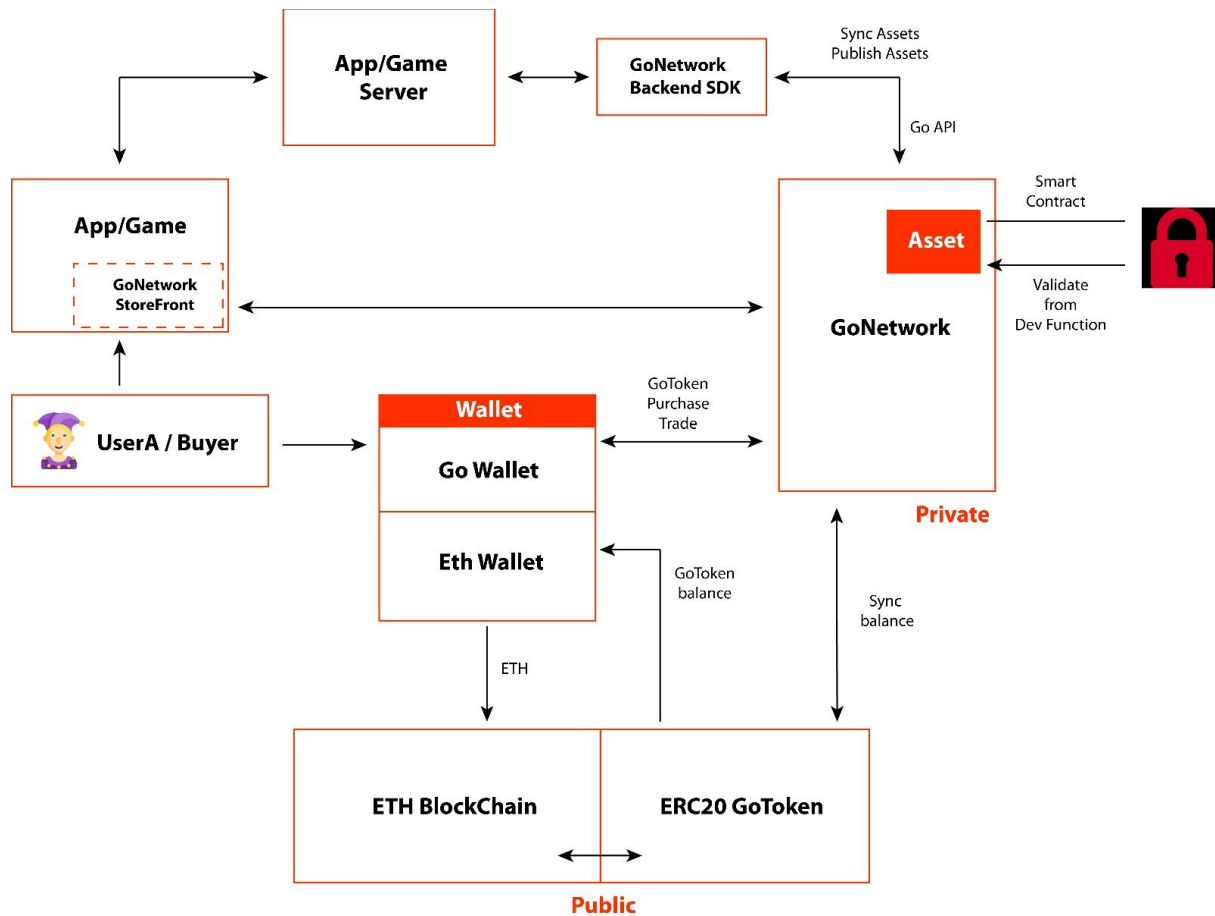 App/Game
Server
GoNetwork
Backend SDK
Sync Assets
Publish Assets
Go API
App/Game
GoNetwork
StoreFront
Asset
GoNetwork
Smart
Contract
Validate
from
Dev Function
UserA / Buyer
Wallet
Go Wallet
Eth Wallet
GoToken
Purchase
Trade
Private
GoToken
balance
Sync
balance
ETH
ETH BlockChain
ERC20 GoToken
Public